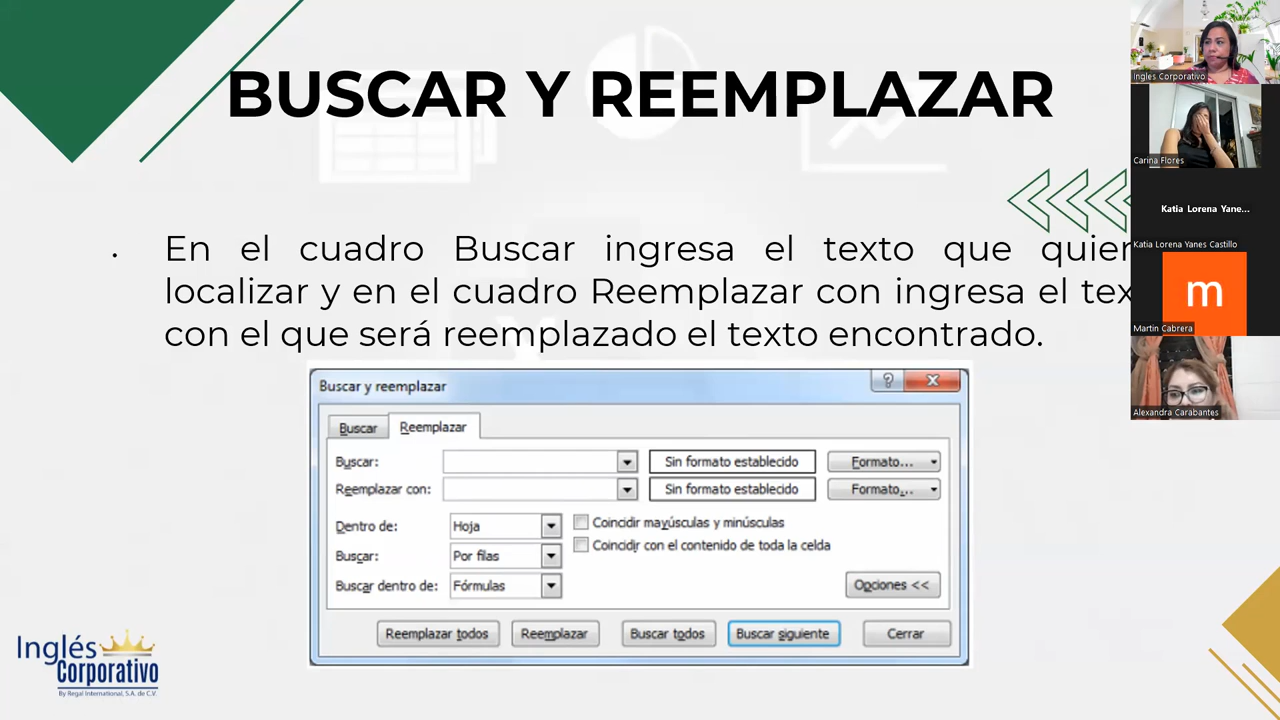 BUSCAR Y REEMPLAZAR
. En el cuadro Buscar ingresa el texto que quier
localizar y en el cuadro Reemplazar con ingresa el tex
con el que será reemplazado el texto encontrado.
Buscar y reemplazar
?
Buscar Reemplazar
Buscar: Sin formato establecido Formato...
Reemplazar con: Sin formato establecido Formato...
Dentro de: Hoja Coincidir mayúsculas y minúsculas
Coincidir con el contenido de toda la celda
Buscar: Por filas
Buscar dentro de: Fórmulas Opciones <<
Reemplazar todos Reemplazar Buscar todos Buscar siguiente Cerrar
Inglés
Corporativo
By Regal International, S.A. de C.V.
Ingles Corporativo
Carina Flores
Katia Lorena Yane...
Katia Lorena Yanes Castillo
m
Martin Cabrera
Alexandra Carabantes